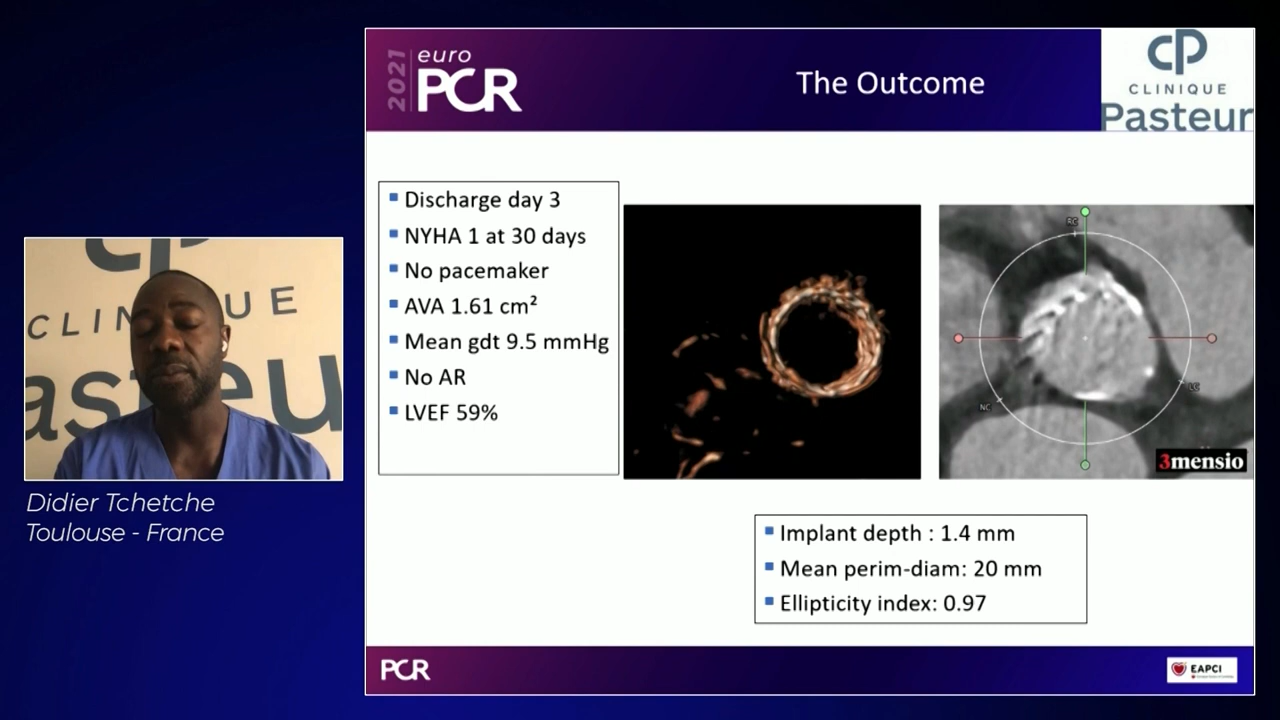 2021 euro
PCR
The Outcome
CP
CLINIQUE
Pasteur
Discharge day 3
NYHA 1 at 30 days
No pacemaker
AVA 1.61 cm²
Mean gdt 9.5 mmHg
No AR
LVEF 59%
RC
LC
NC
3mensio
CLINIQUE
Pasteu
Didier Tchetche
Toulouse - France
Implant depth : 1.4 mm
Mean perim-diam: 20 mm
Ellipticity index: 0.97
PCR
EAPCI